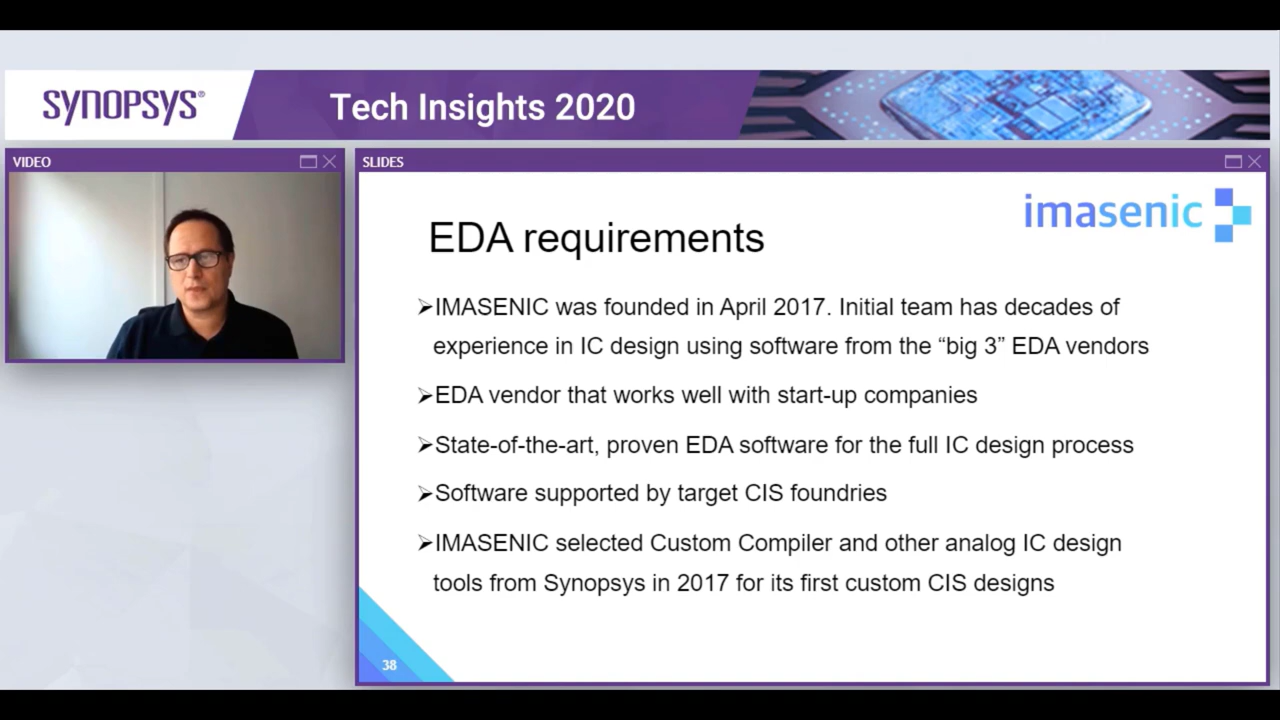 SYNOPSYS®
Tech Insights 2020
VIDEO
SLIDES
imasenic
EDA requirements
➢IMASENIC was founded in April 2017. Initial team has decades of
experience in IC design using software from the “big 3” EDA vendors
➢EDA vendor that works well with start-up companies
➢State-of-the-art, proven EDA software for the full IC design process
➢Software supported by target CIS foundries
➢IMASENIC selected Custom Compiler and other analog IC design
tools from Synopsys in 2017 for its first custom CIS designs
38